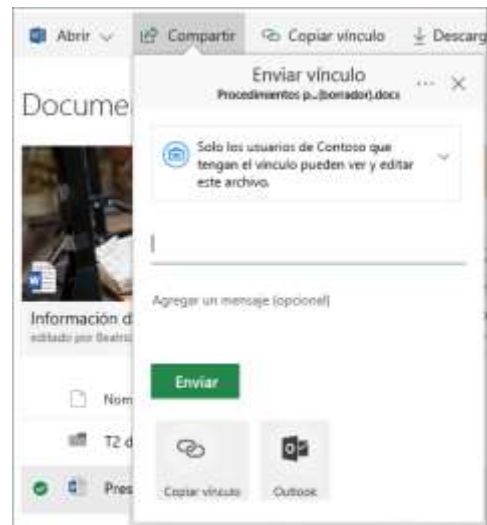 Abrir
Compartir
Copiar vínculo
Descarg
Docume
Enviar vínculo
Procedimientos p...(borrador).docx
Solo los usuarios de Contoso que
tengan el vínculo pueden ver y editar
este archivo.
Agregar un mensaje (opcional)
Información d
editado por Beatriz
Enviar
Nom
T2 d
Copiar vínculo
Outlook
Pres